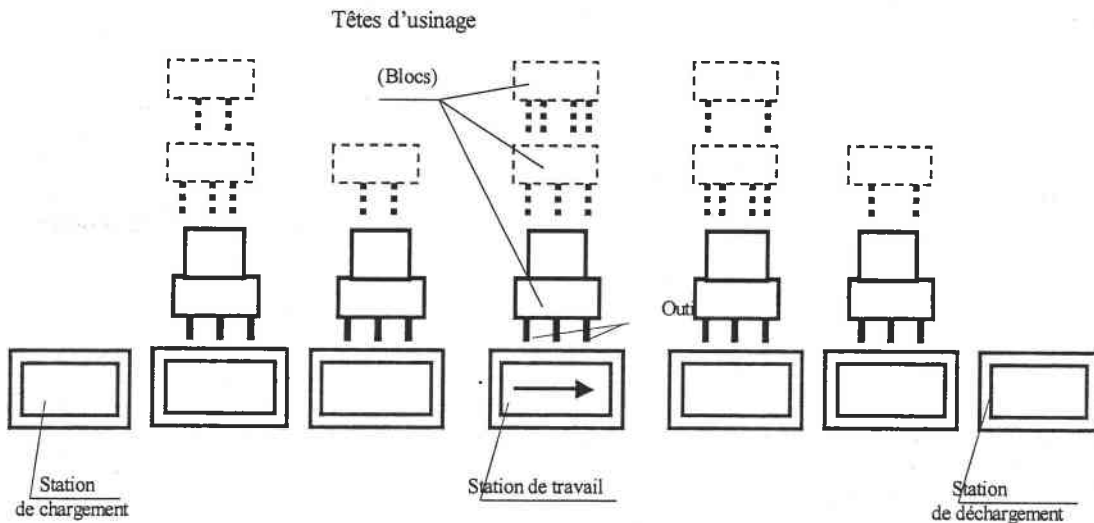 Têtes d'usinage
(Blocs)
Outi
Station
de chargement
Station de travail
Station
de déchargement